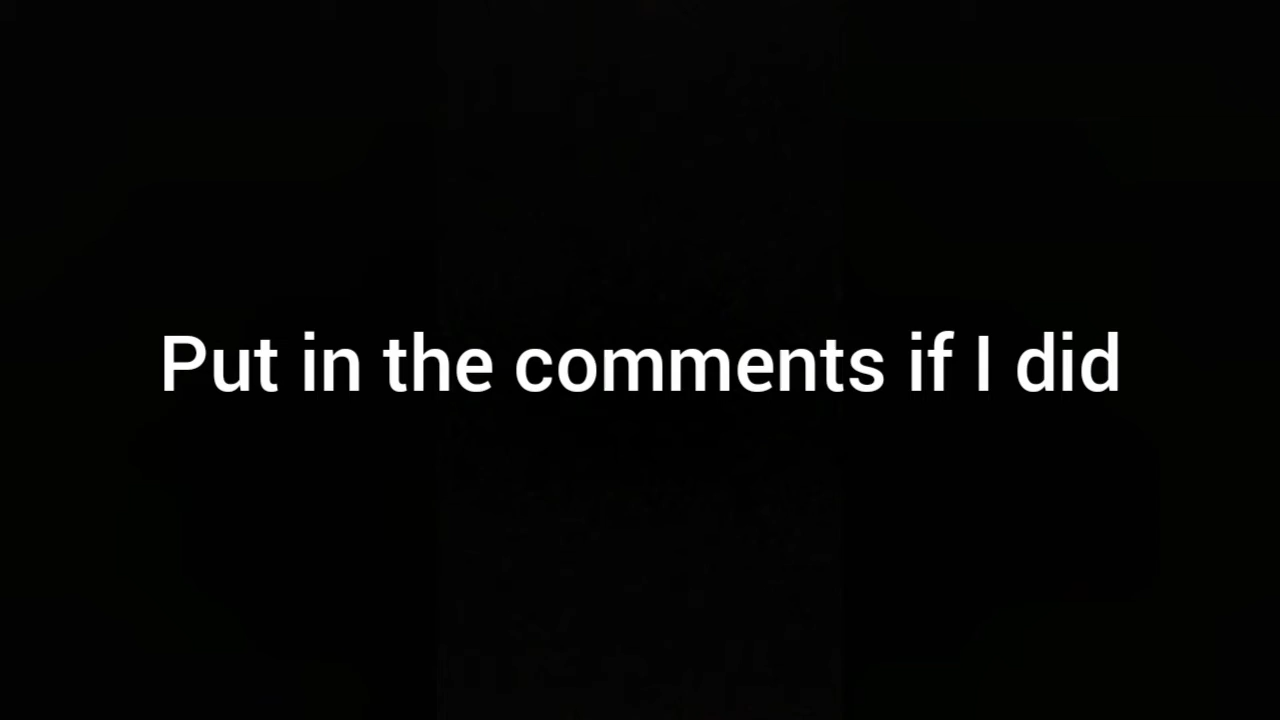 Put in the comments if I did